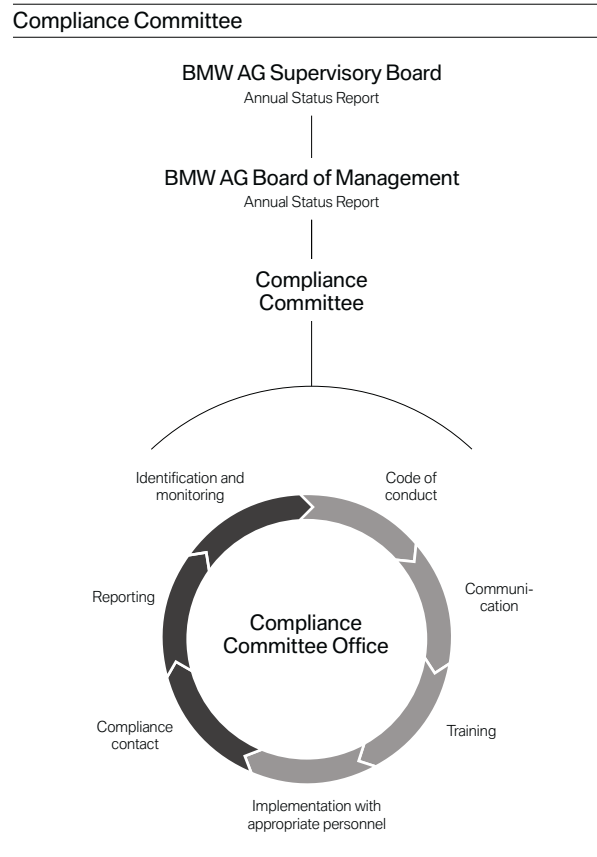 Compliance Committee
BMW AG Supervisory Board
Annual Status Report
BMW AG Board of Management
Annual Status Report
Compliance
Committee
Identification and
monitoring
Code of
conduct
Reporting
Communi-
cation
Compliance
Committee Office
Compliance
contact
Training
Implementation with
appropriate personnel